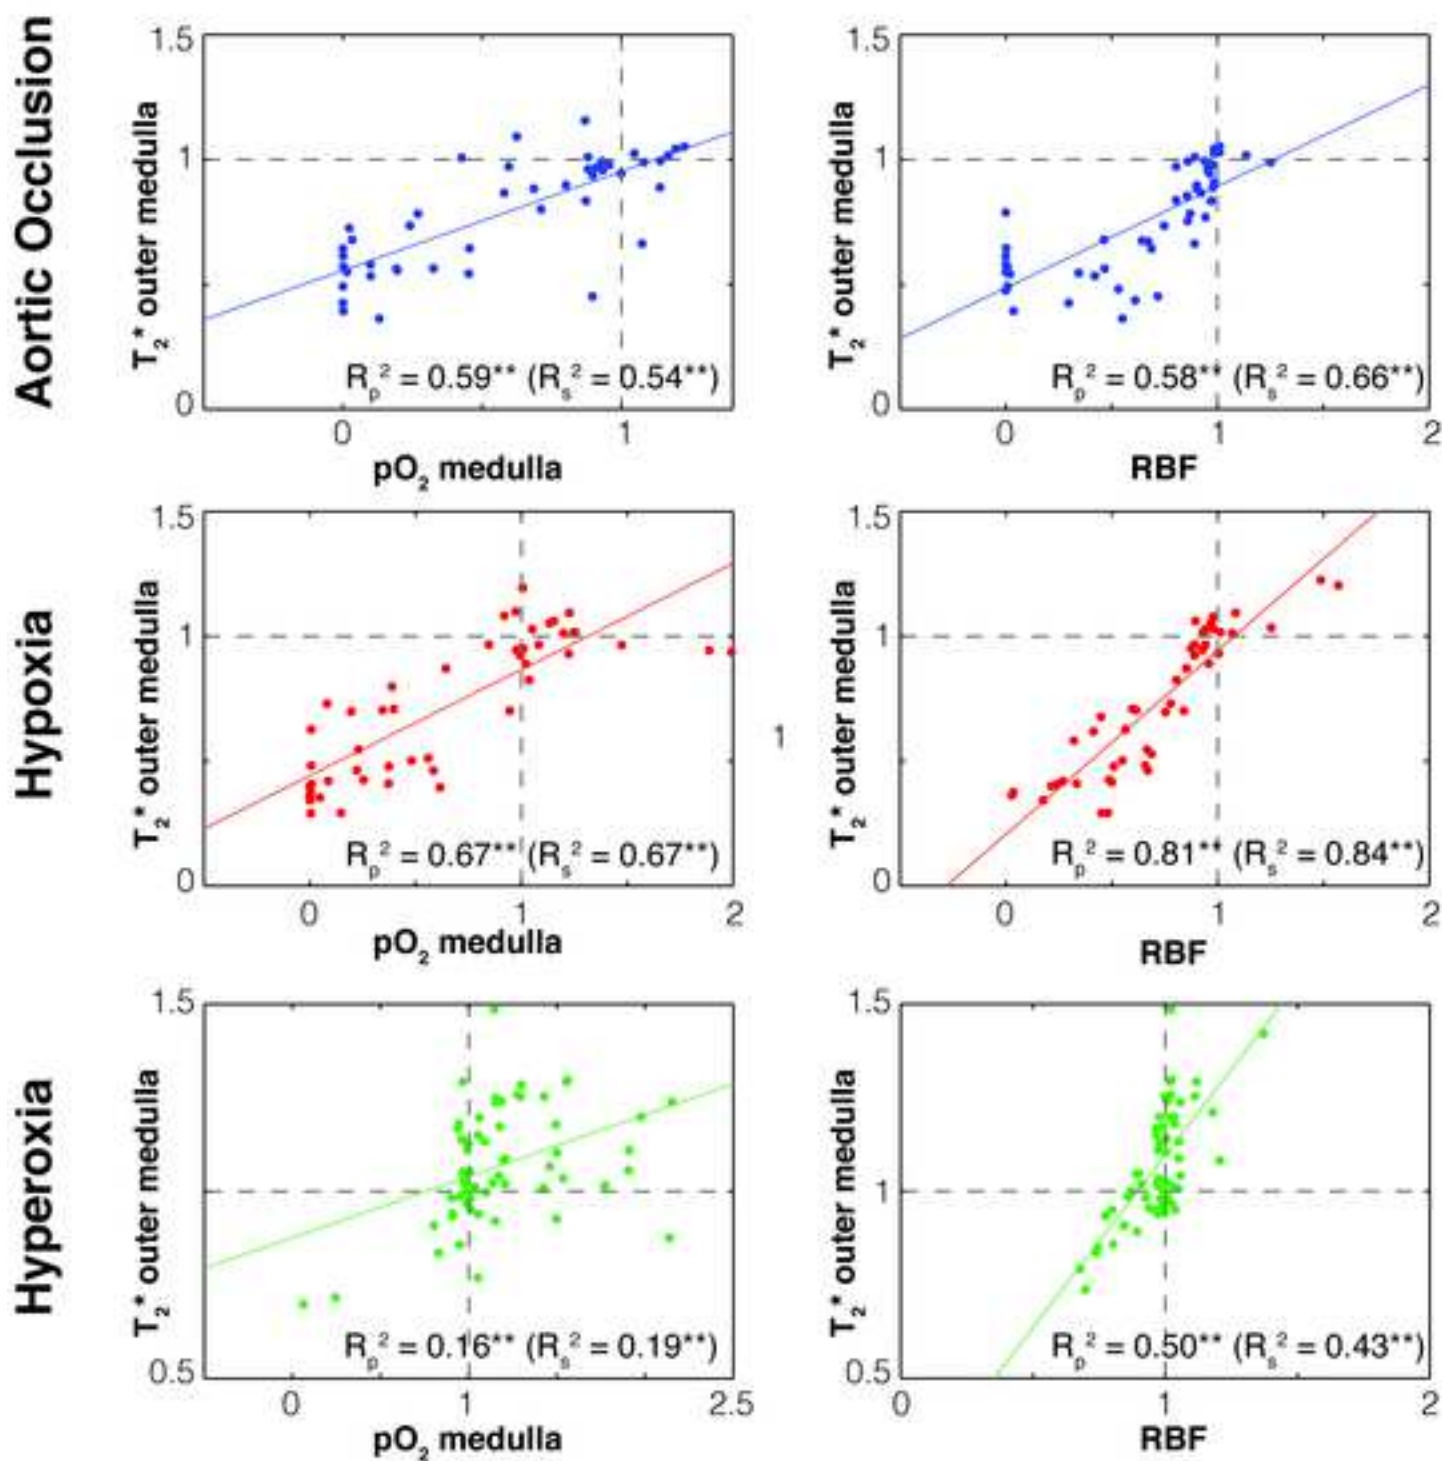 Aortic Occlusion
T₂* outer medulla
1.5
1
0
Rₚ² = 0.59** (Rₛ² = 0.54**)
0 1
pO₂ medulla
T₂* outer medulla
1.5
1
0
Rₚ² = 0.58** (Rₛ² = 0.66**)
0 1 2
RBF
Hypoxia
T₂* outer medulla
1.5
1
0
Rₚ² = 0.67** (Rₛ² = 0.67**)
0 1 2
pO₂ medulla
T₂* outer medulla
1.5
1
0
Rₚ² = 0.81** (Rₛ² = 0.84**)
0 1 2
RBF
Hyperoxia
T₂* outer medulla
1.5
1
0.5
Rₚ² = 0.16** (Rₛ² = 0.19**)
0 1 2.5
pO₂ medulla
T₂* outer medulla
1.5
1
0.5
Rₚ² = 0.50** (Rₛ² = 0.43**)
0 1 2
RBF